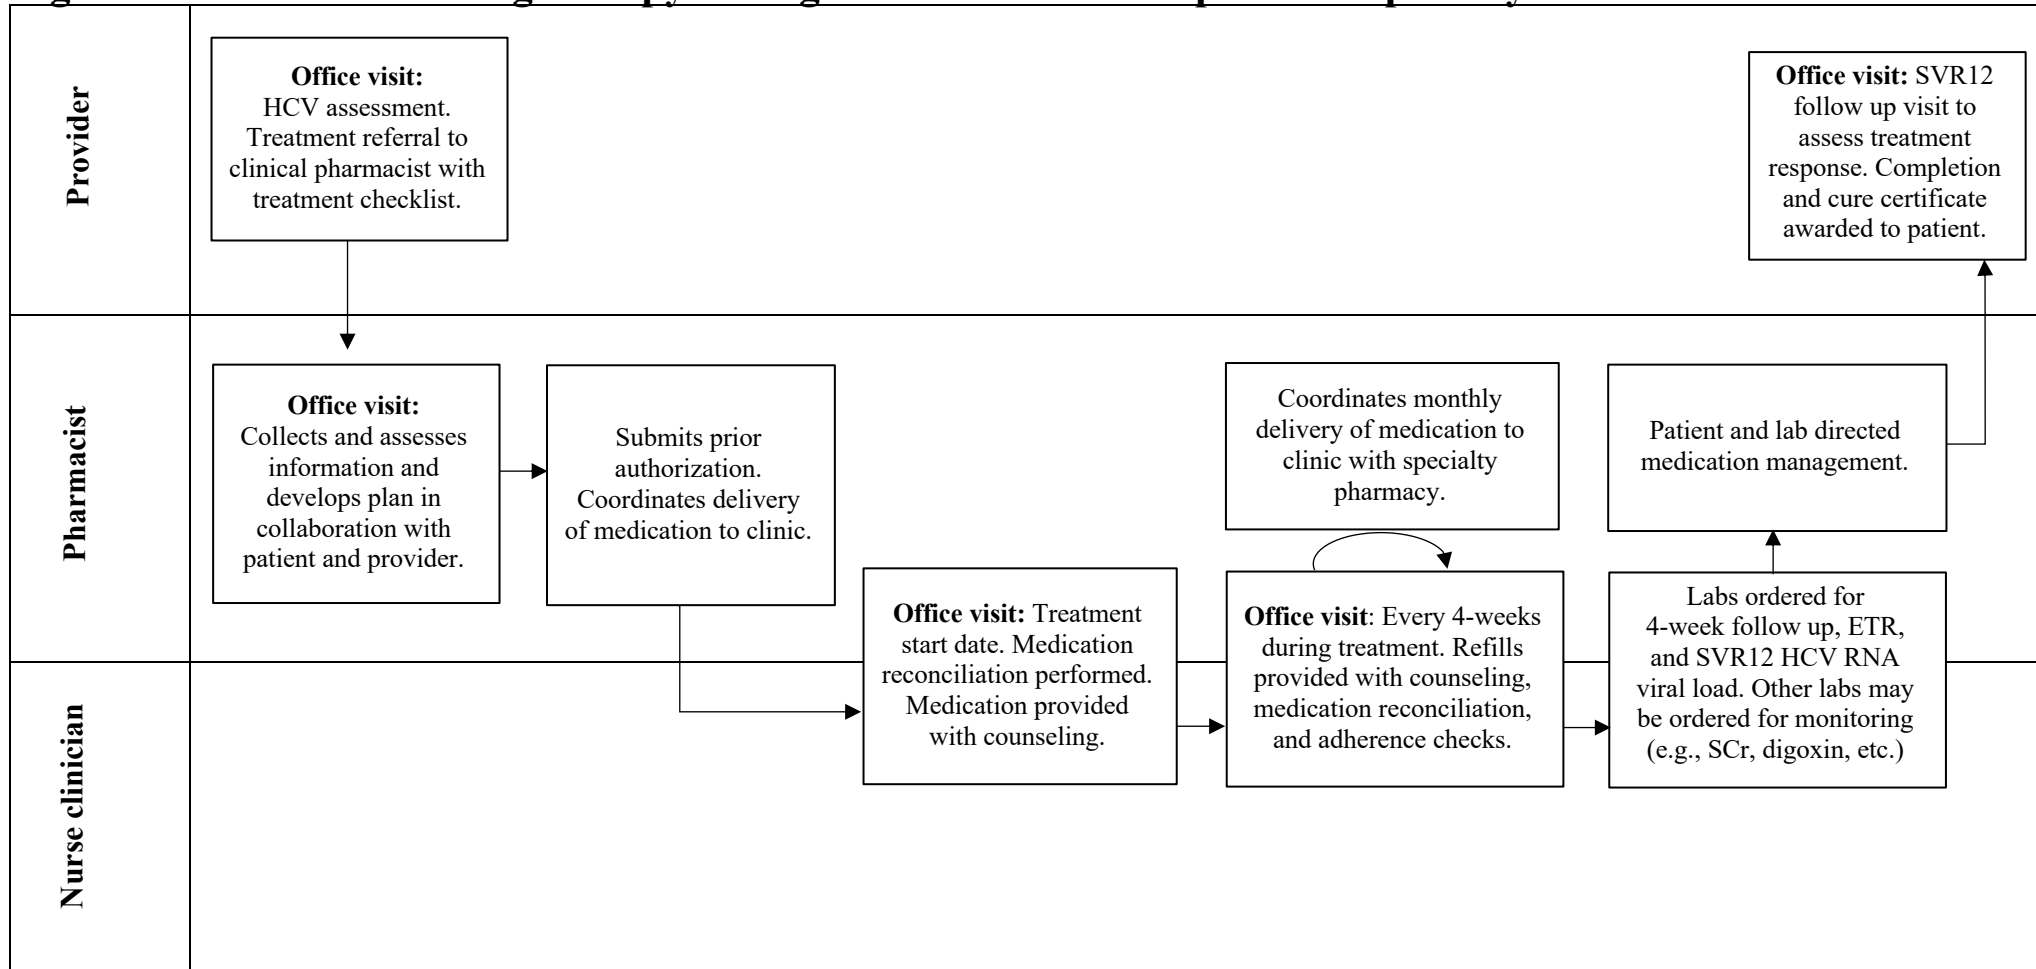 Provider
Office visit:
HCV assessment.
Treatment referral to
clinical pharmacist with
treatment checklist.
Office visit: SVR12
follow up visit to
assess treatment
response. Completion
and cure certificate
awarded to patient.
Pharmacist
Office visit:
Collects and assesses
information and
develops plan in
collaboration with
patient and provider.
Submits prior
authorization.
Coordinates delivery
of medication to clinic.
Coordinates monthly
delivery of medication to
clinic with specialty
pharmacy.
Patient and lab directed
medication management.
Nurse clinician
Office visit: Treatment
start date. Medication
reconciliation performed.
Medication provided
with counseling.
Office visit: Every 4-weeks
during treatment. Refills
provided with counseling,
medication reconciliation,
and adherence checks.
Labs ordered for
4-week follow up, ETR,
and SVR12 HCV RNA
viral load. Other labs may
be ordered for monitoring
(e.g., SCr, digoxin, etc.)